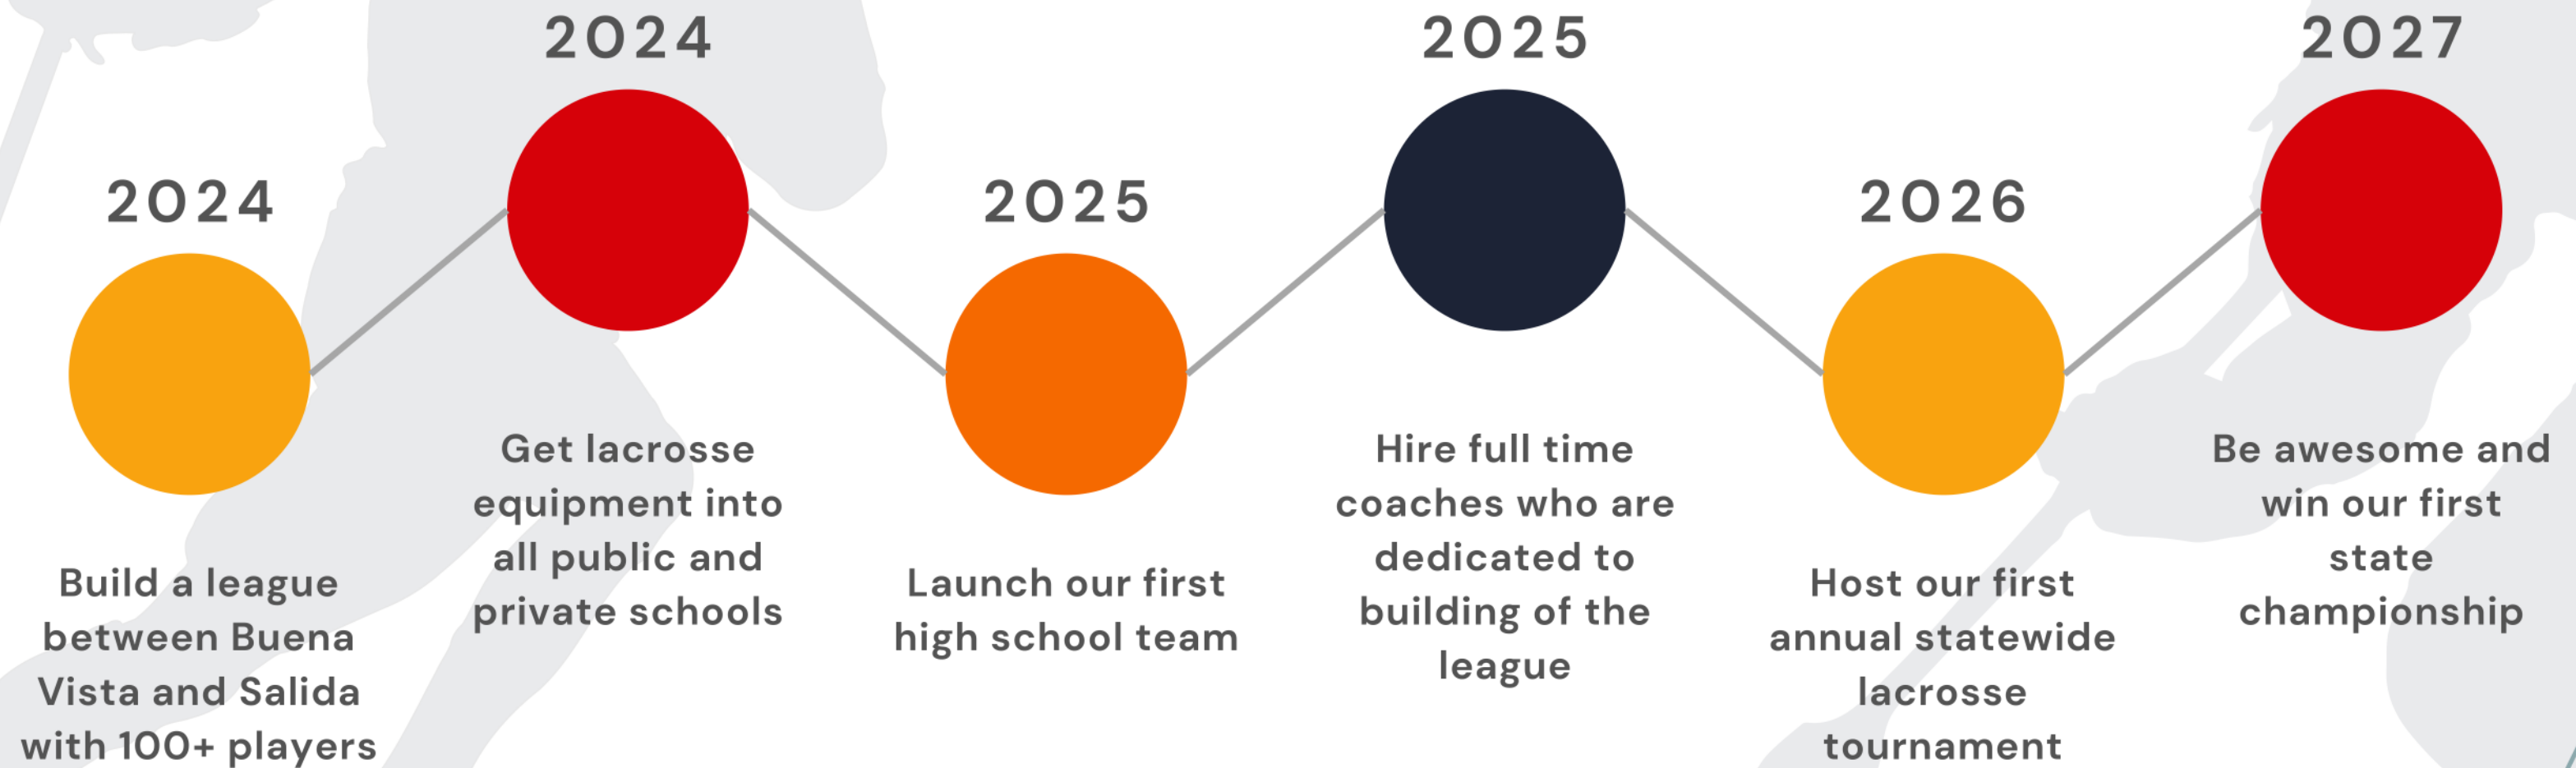 2024
Build a league
between Buena
Vista and Salida
with 100+ players
2024
Get lacrosse
equipment into
all public and
private schools
2025
Launch our first
high school team
2025
Hire full time
coaches who are
dedicated to
building of the
league
2026
Host our first
annual statewide
lacrosse
tournament
2027
Be awesome and
win our first
state
championship